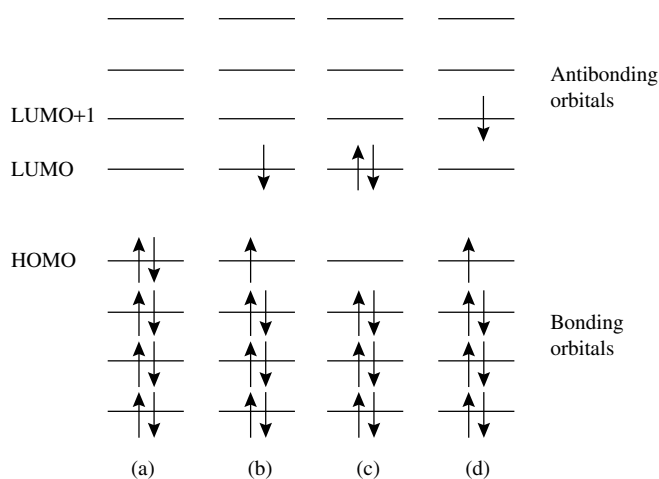 Antibonding
orbitals
LUMO+1
LUMO
HOMO
Bonding
orbitals
(a) (b) (c) (d)